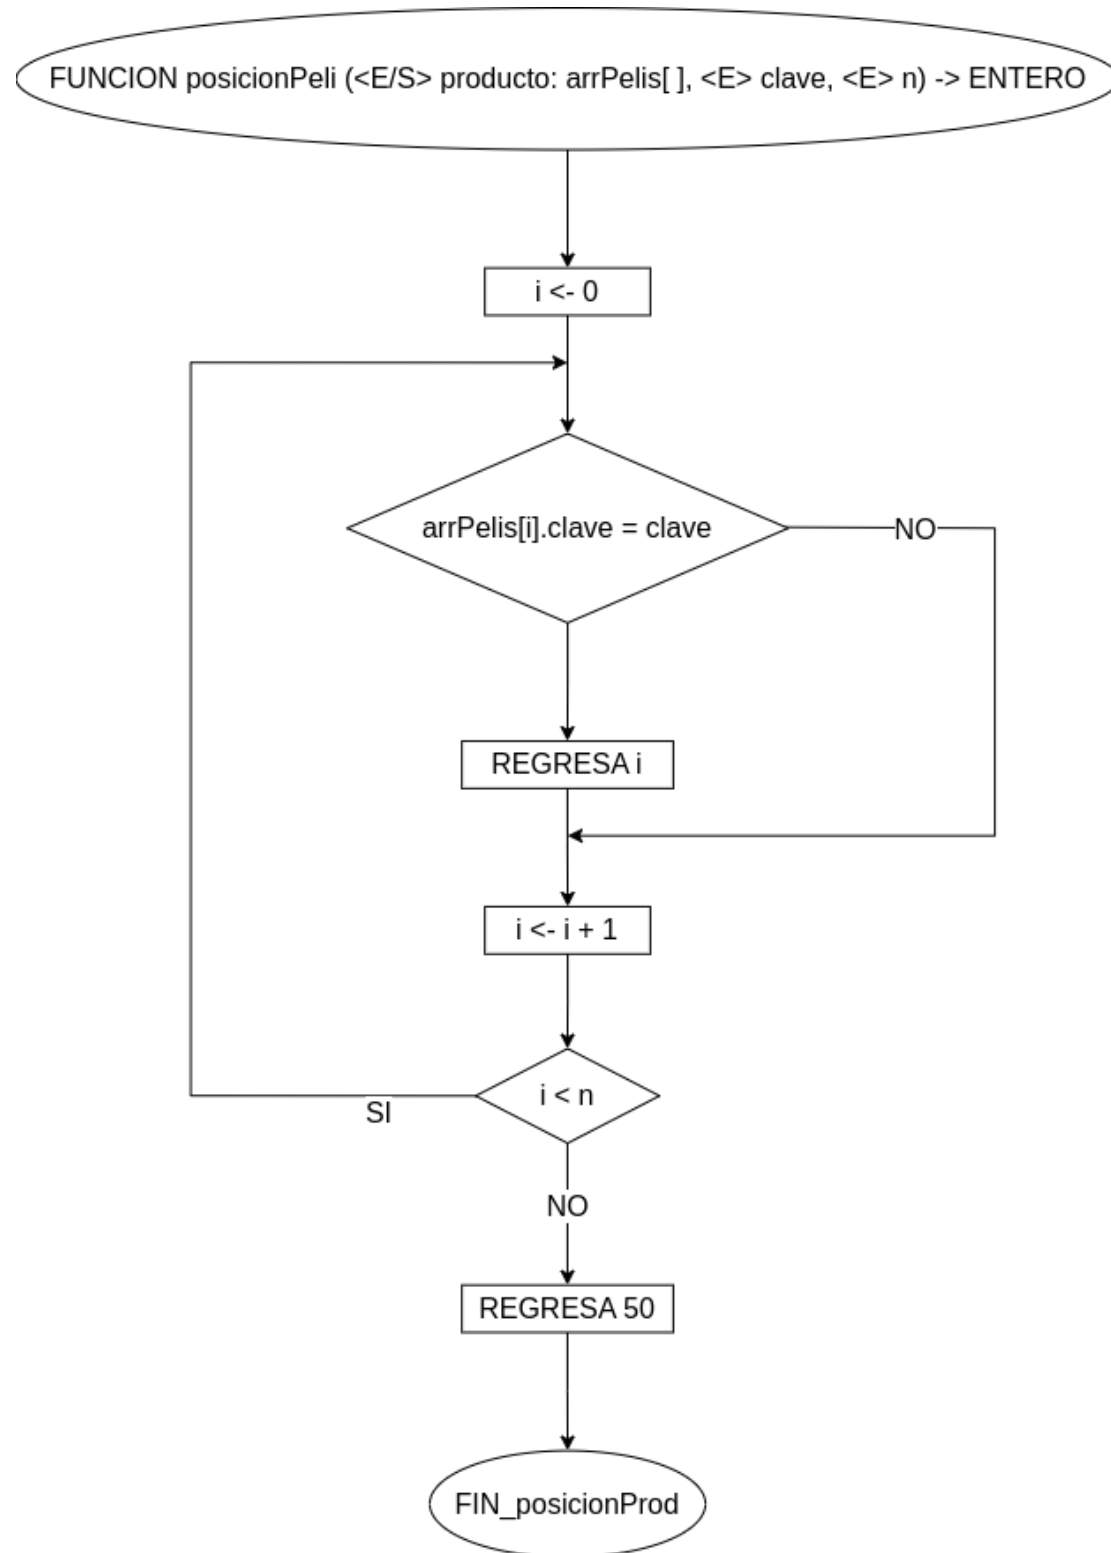 FUNCION posicionPeli (<E/S> producto: arrPelis[ ], <E> clave, <E> n) -> ENTERO
i <- 0
arrPelis[i].clave = clave
NO
REGRESA i
i <- i + 1
i < n
SI
NO
REGRESA 50
FIN_posicionProd